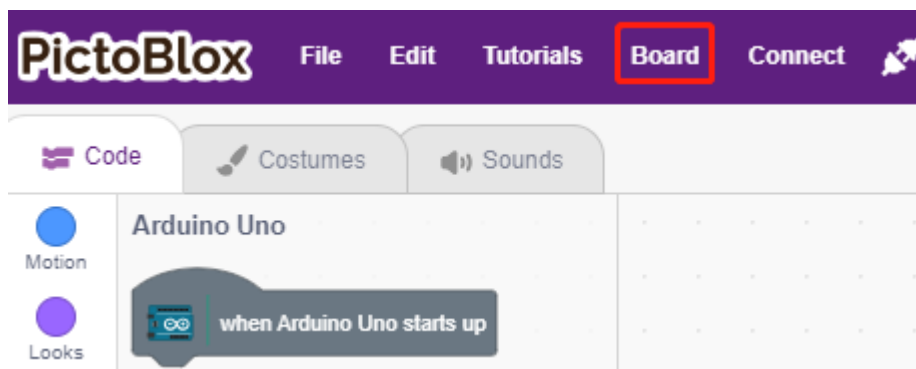 PictoBlox File Edit Tutorials Board Connect
Code Costumes Sounds
Arduino Uno
Motion
when Arduino Uno starts up
Looks